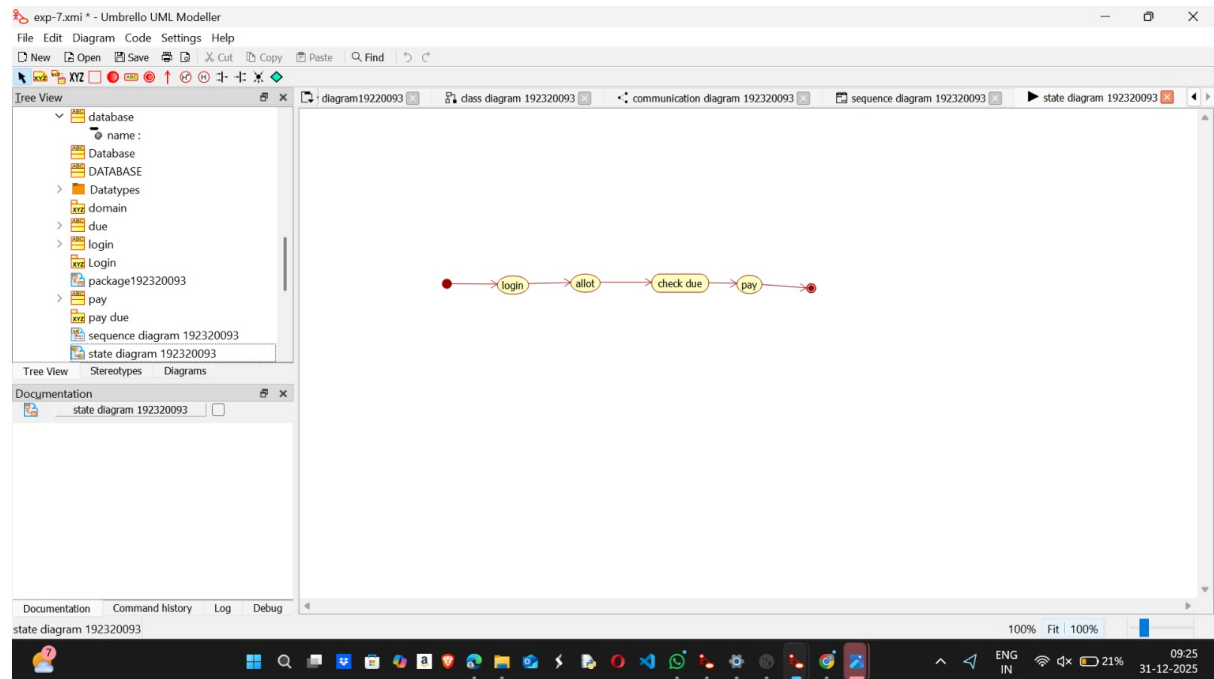 exp-7.xmi * - Umbrello UML Modeller
File Edit Diagram Code Settings Help
New Open Save Cut Copy Paste Find
XYZ XYZ ABC H* H
Tree View
diagram19220093 class diagram 192320093 communication diagram 192320093 sequence diagram 192320093 state diagram 192320093
database
name :
Database
DATABASE
Datatypes
domain
due
login
Login
package192320093
pay
pay due
sequence diagram 192320093
state diagram 192320093
Tree View Stereotypes Diagrams
Documentation
state diagram 192320093
login allot check due pay
Documentation Command history Log Debug
state diagram 192320093
100% Fit 100%
7
ENG
IN
21%
09:25
31-12-2025